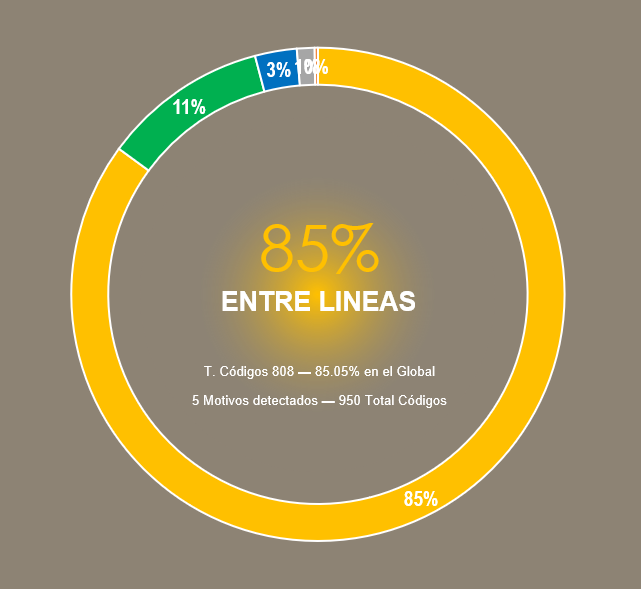 3%
11%
85%
ENTRE LINEAS
T. Códigos 808 — 85.05% en el Global
5 Motivos detectados — 950 Total Códigos
85%